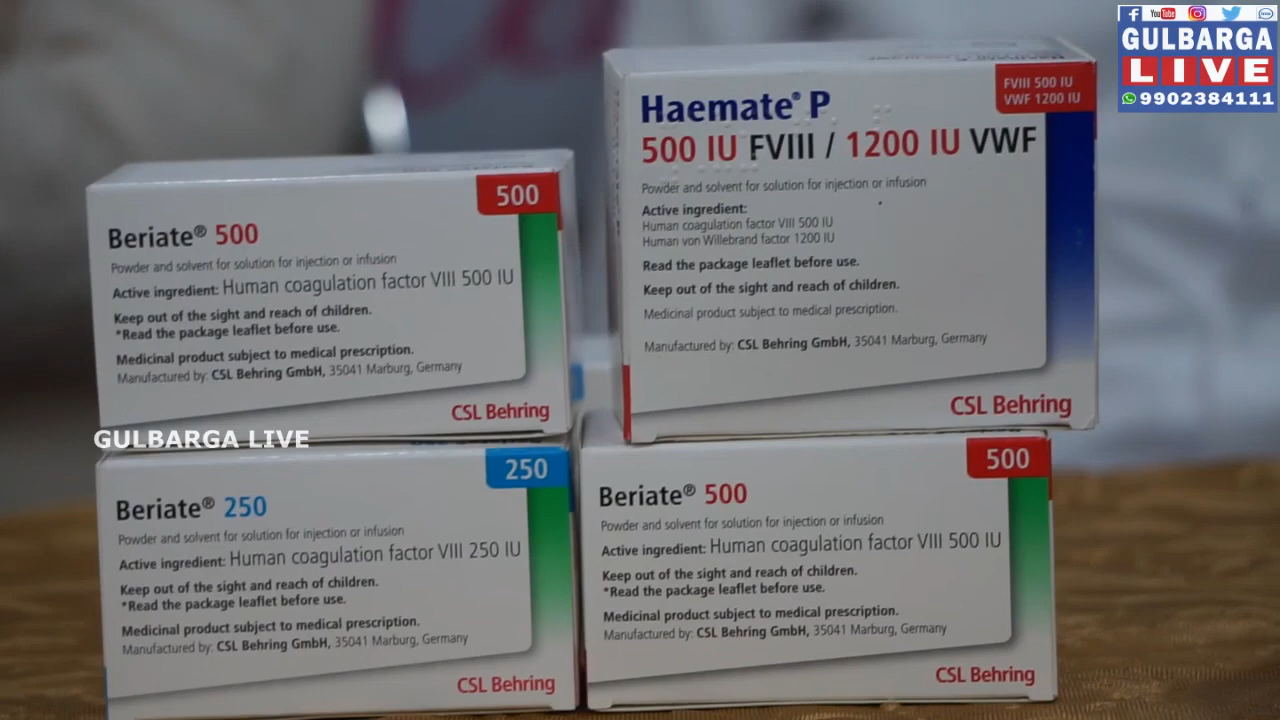 YouTube
GULBARGA
LIVE
9902384111
Haemate® P
500 IU FVIII / 1200 IU VWF
FVIII 500 IU
VWF 1200 IU
Powder and solvent for solution for injection or infusion
Active ingredient:
Human coagulation factor VIII 500 IU
Human von Willebrand factor 1200 IU
Read the package leaflet before use.
Keep out of the sight and reach of children.
Medicinal product subject to medical prescription.
Manufactured by: CSL Behring GmbH, 35041 Marburg, Germany
CSL Behring
500
Beriate® 500
Powder and solvent for solution for injection or infusion
Active ingredient: Human coagulation factor VIII 500 IU
Keep out of the sight and reach of children.
*Read the package leaflet before use.
Medicinal product subject to medical prescription.
Manufactured by: CSL Behring GmbH, 35041 Marburg, Germany
CSL Behring
GULBARGA LIVE
250
Beriate® 250
Powder and solvent for solution for injection or infusion
Active ingredient: Human coagulation factor VIII 250 IU
Keep out of the sight and reach of children.
*Read the package leaflet before use.
Medicinal product subject to medical prescription.
Manufactured by: CSL Behring GmbH, 35041 Marburg, Germany
CSL Behring
500
Beriate® 500
Powder and solvent for solution for injection or infusion
Active ingredient: Human coagulation factor VIII 500 IU
Keep out of the sight and reach of children.
*Read the package leaflet before use.
Medicinal product subject to medical prescription.
Manufactured by: CSL Behring GmbH, 35041 Marburg, Germany
CSL Behring